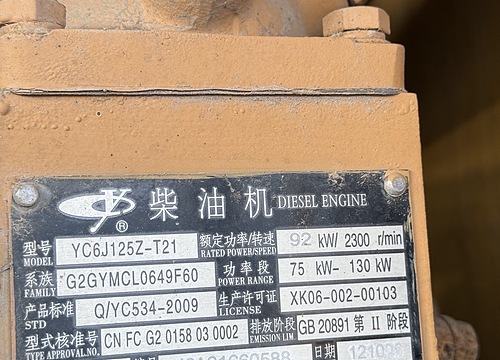 柴油机 DIESEL ENGINE
型号 MODEL YC6J125Z-T21 额定功率/转速 RATED POWER/SPEED 92 kW/ 2300 r/min
系族 FAMILY G2GYMCL0649F60 功率段 POWER RANGE 75 kW- 130 kW
产品标准 STD Q/YC534-2009 生产许可证 LICENSE XK06-002-00103
型式核准号 TYPE APPROVAL NO. CN FC G2 0158 03 0002 排放阶段 EMISSION LIM. GB 20891 第 II 阶段
日期